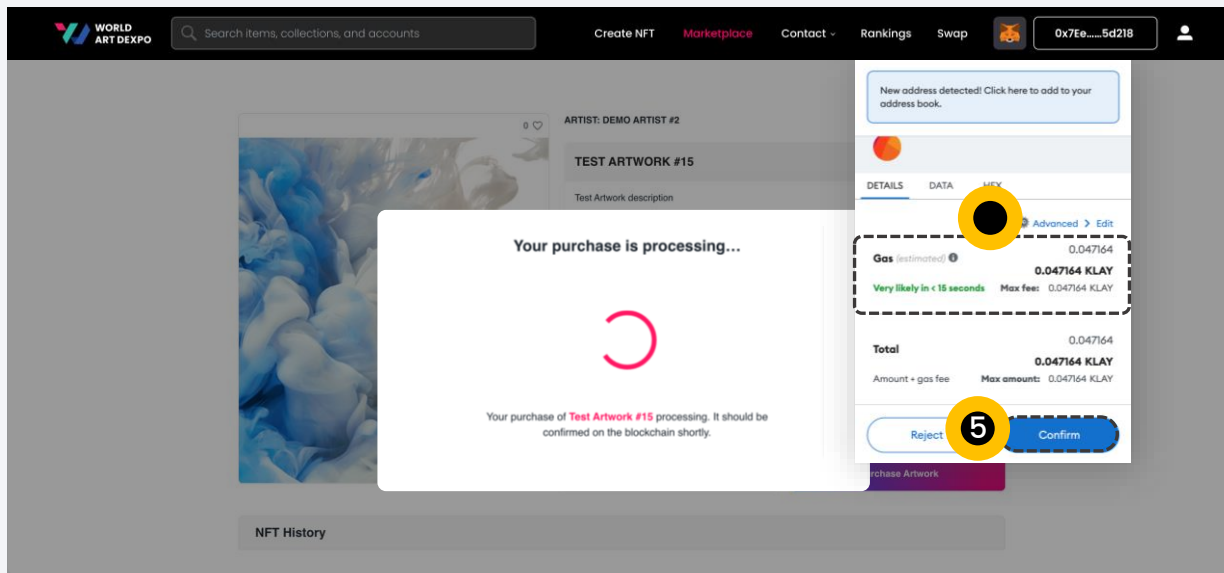 WORLD
ART DEXPO
Search items, collections, and accounts
Create NFT
Marketplace
Contact
Rankings
Swap
0x7Ee......5d218
New address detected! Click here to add to your
address book.
0
ARTIST: DEMO ARTIST #2
TEST ARTWORK #15
Test Artwork description
DETAILS
DATA
HEX
Advanced
Edit
Your purchase is processing...
Gas (estimated)
0.047164
0.047164 KLAY
Very likely in < 15 seconds
Max fee: 0.047164 KLAY
Total
0.047164
0.047164 KLAY
Amount + gas fee
Max amount: 0.047164 KLAY
Your purchase of Test Artwork #15 processing. It should be
confirmed on the blockchain shortly.
Reject
5
Confirm
rchase Artwork
NFT History